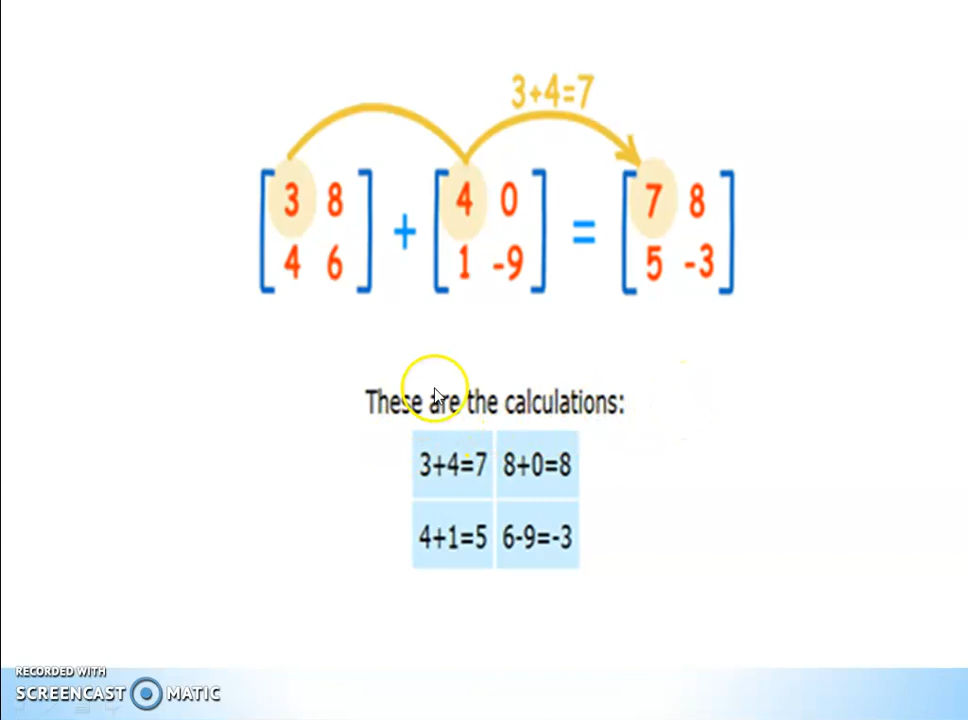 3+4=7
3 8 4 0 7 8
+ =
4 6 1 -9 5 -3
These are the calculations:
3+4=7 8+0=8
4+1=5 6-9=-3
RECORDED WITH
SCREENCAST MATIC